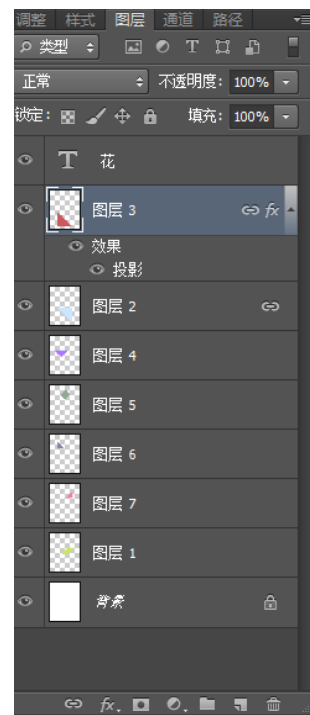 调整 样式 图层 通道 路径
类型
正常 不透明度: 100%
锁定: 填充: 100%
T 花
图层 3 fx
效果
投影
图层 2
图层 4
图层 5
图层 6
图层 7
图层 1
背景
fx.